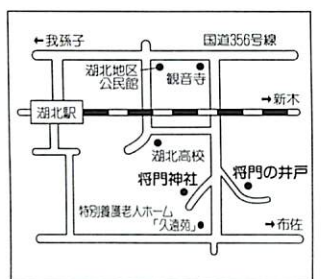 ←我孫子
国道356号線
湖北地区
公民館
観音寺
→新木
湖北駅
湖北高校
将門神社
将門の井戸
特別養護老人ホーム
「久遠苑」
→布佐